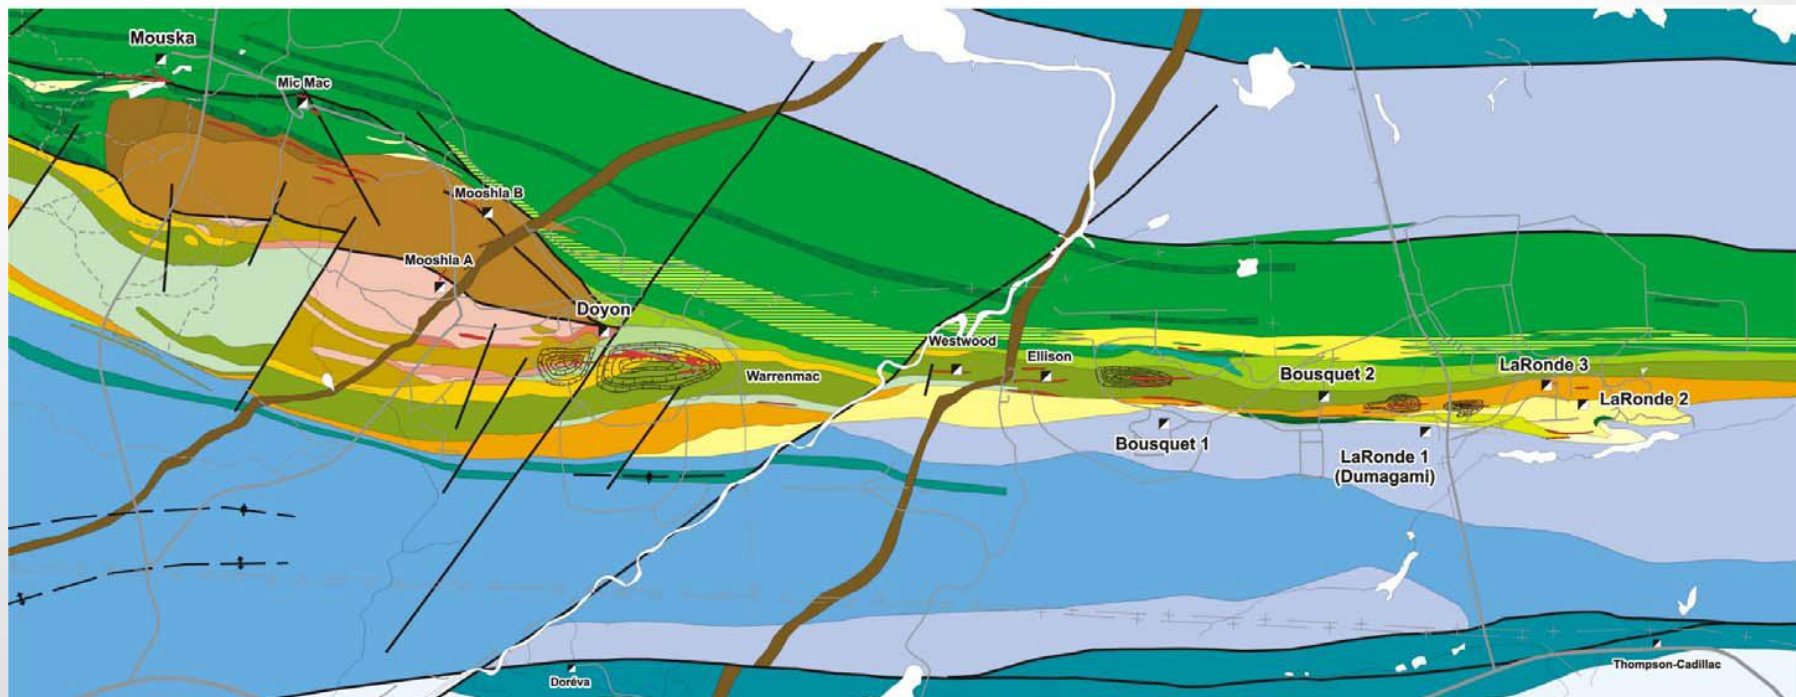 Mouska
Mic Mac
Mooshla B
Mooshla A
Doyon
Westwood
Ellison
Warrenmac
Bousquet 2
LaRonde 3
LaRonde 2
Bousquet 1
LaRonde 1
(Dumagami)
Thompson-Cadillac
Doréva